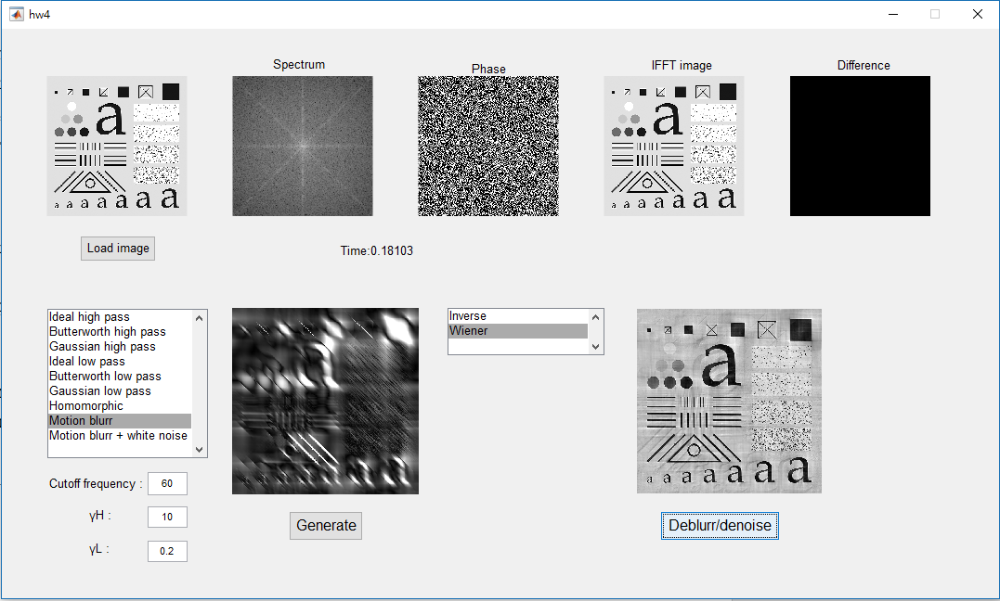 hw4
Spectrum
Phase
IFFT image
Difference
a
a a a a a a a
a
a a a a a a a
Load image
Time:0.18103
Ideal high pass
Butterworth high pass
Gaussian high pass
Ideal low pass
Butterworth low pass
Gaussian low pass
Homomorphic
Motion blurr
Motion blurr + white noise
Inverse
Wiener
a
a a a a a a a
Cutoff frequency : 60
γH : 10
γL : 0.2
Generate
Deblurr/denoise